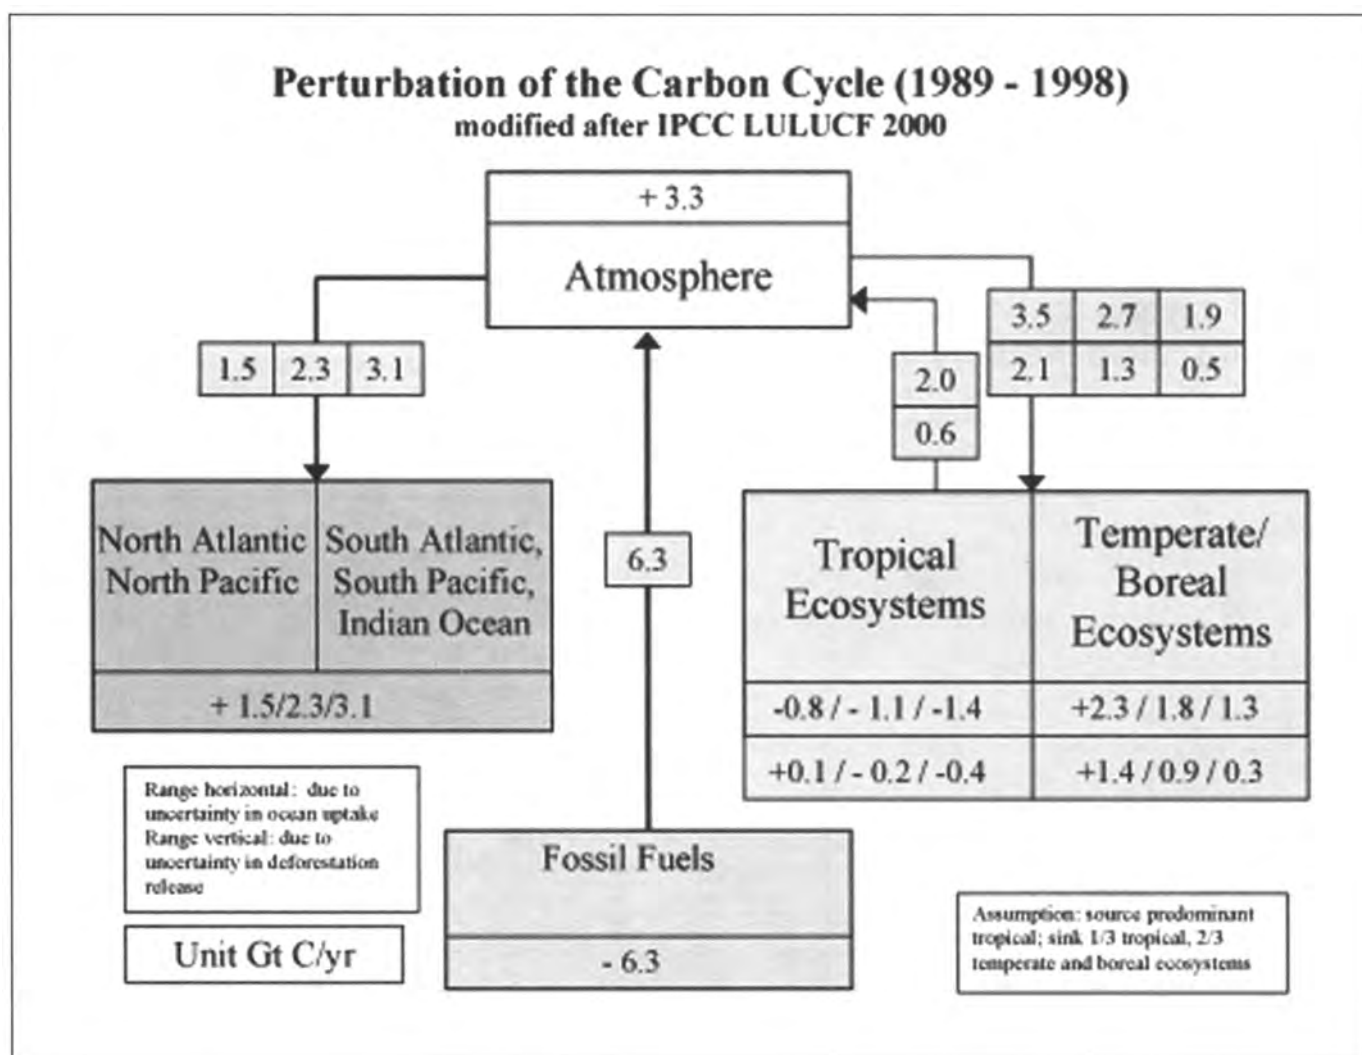 Perturbation of the Carbon Cycle (1989 - 1998)
modified after IPCC LULUCF 2000
+ 3.3
Atmosphere
1.5 2.3 3.1
3.5 2.7 1.9
2.1 1.3 0.5
2.0
0.6
6.3
North Atlantic
North Pacific
South Atlantic,
South Pacific,
Indian Ocean
+ 1.5/2.3/3.1
Tropical
Ecosystems
Temperate/
Boreal
Ecosystems
-0.8 / - 1.1 / -1.4
+2.3 / 1.8 / 1.3
+0.1 / - 0.2 / -0.4
+1.4 / 0.9 / 0.3
Range horizontal: due to
uncertainty in ocean uptake
Range vertical: due to
uncertainty in deforestation
release
Unit Gt C/yr
Fossil Fuels
- 6.3
Assumption: source predominant
tropical; sink 1/3 tropical, 2/3
temperate and boreal ecosystems